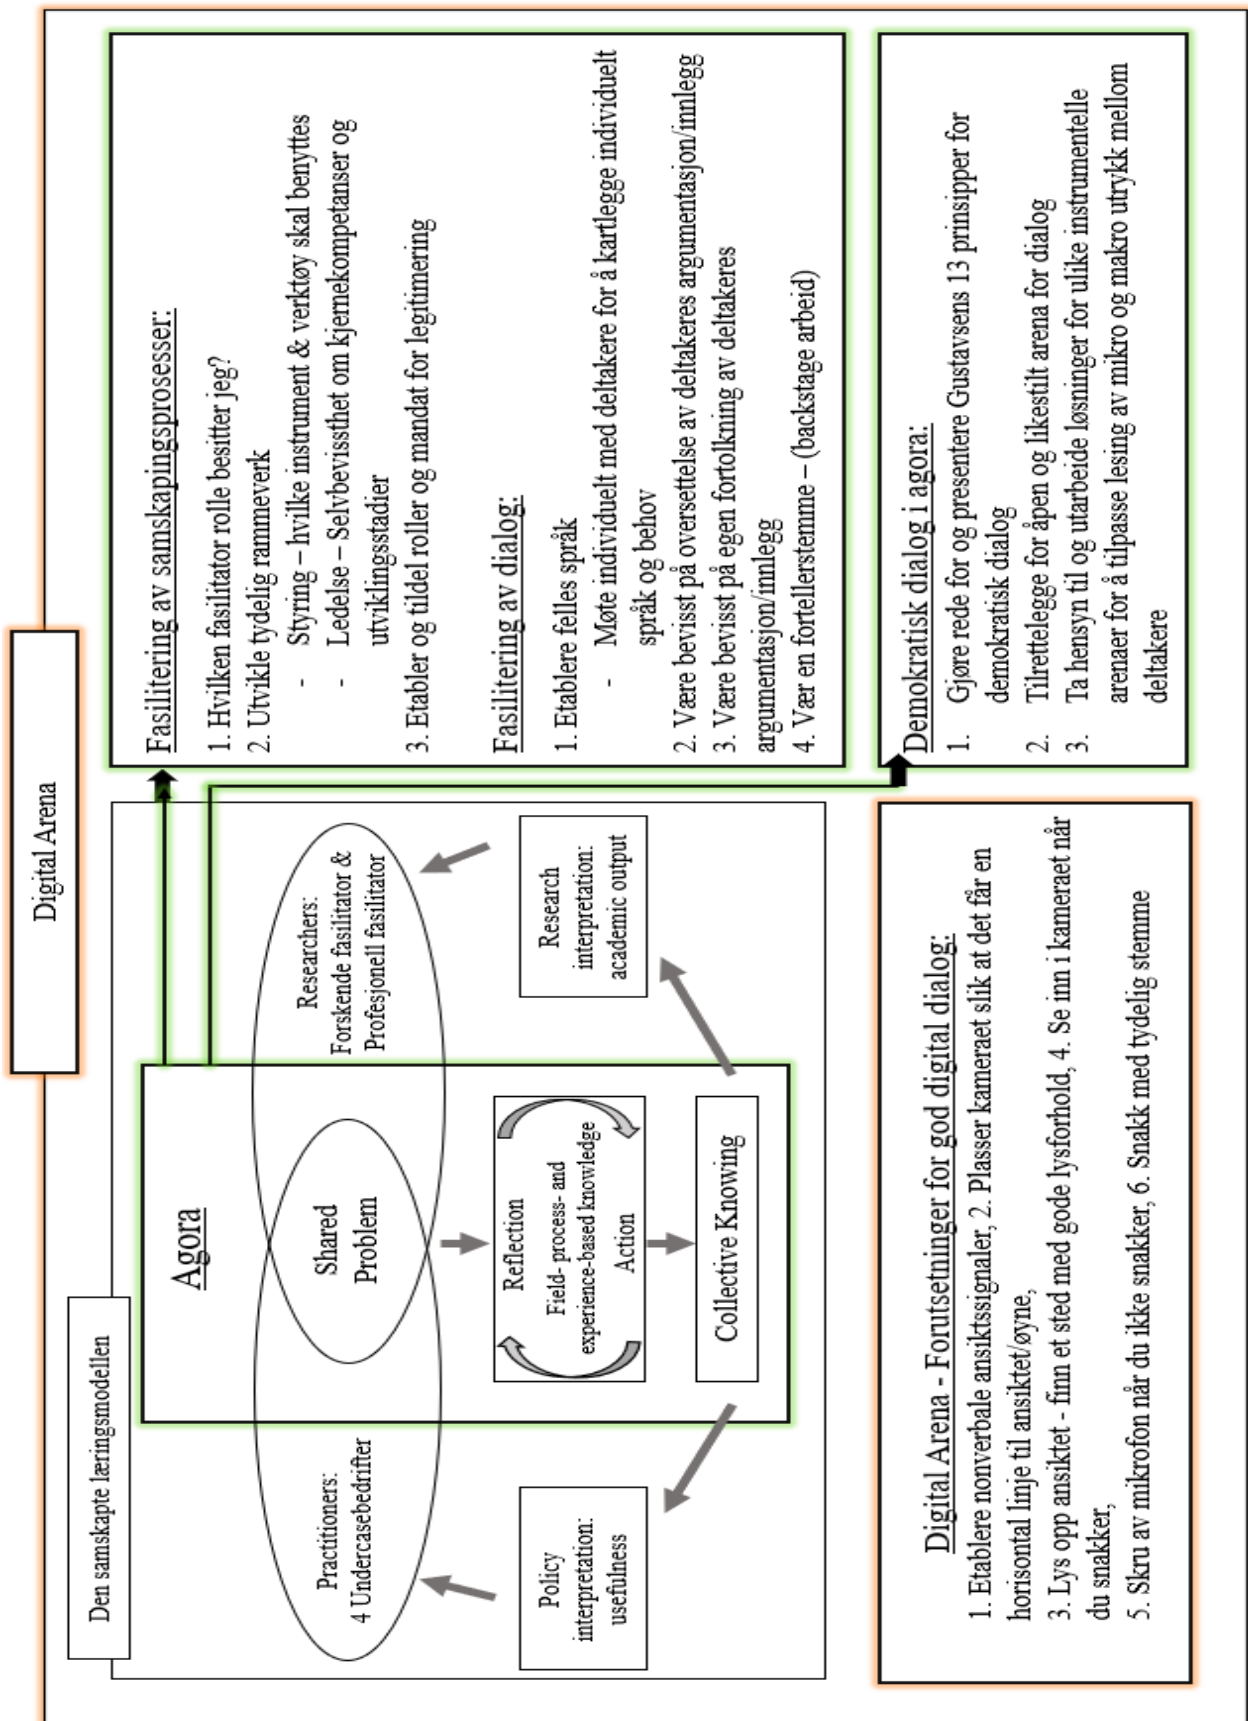 Digital Arena
Den samskapte læringsmodellen
Agora
Practitioners:
4 Undercasebedrifter
Shared
Problem
Researchers:
Forskende fasilitator &
Profesjonell fasilitator
Reflection
Field- process- and
experience-based knowledge
Action
Policy
interpretation:
usefulness
Collective Knowing
Research
interpretation:
academic output
Fasilitering av samskapingsprosesser:
1. Hvilken fasilitator rolle besitter jeg?
2. Utvikle tydelig rammeverk
- Styring – hvilke instrument & verktøy skal benyttes
- Ledelse – Selvbevissthet om kjernekompetanser og
utviklingsstadier
3. Etabler og tildel roller og mandat for legitimering
Fasilitering av dialog:
1. Etablere felles språk
- Møte individuelt med deltakere for å kartlegge individuelt
språk og behov
2. Være bevisst på oversettelse av deltakeres argumentasjon/innlegg
3. Være bevisst på egen fortolkning av deltakeres
argumentasjon/innlegg
4. Vær en fortellerstemme – (backstage arbeid)
Digital Arena - Forutsetninger for god digital dialog:
1. Etablere nonverbale ansiktssignaler, 2. Plasser kameraet slik at det får en
horisontal linje til ansiktet/øyne,
3. Lys opp ansiktet - finn et sted med gode lysforhold, 4. Se inn i kameraet når
du snakker,
5. Skru av mikrofon når du ikke snakker, 6. Snakk med tydelig stemme
Demokratisk dialog i agora:
1. Gjøre rede for og presentere Gustavsens 13 prinsipper for
demokratisk dialog
2. Tilrettelegge for åpen og likestilt arena for dialog
3. Ta hensyn til og utarbeide løsninger for ulike instrumentelle
arenaer for å tilpasse lesing av mikro og makro utrykk mellom
deltakere